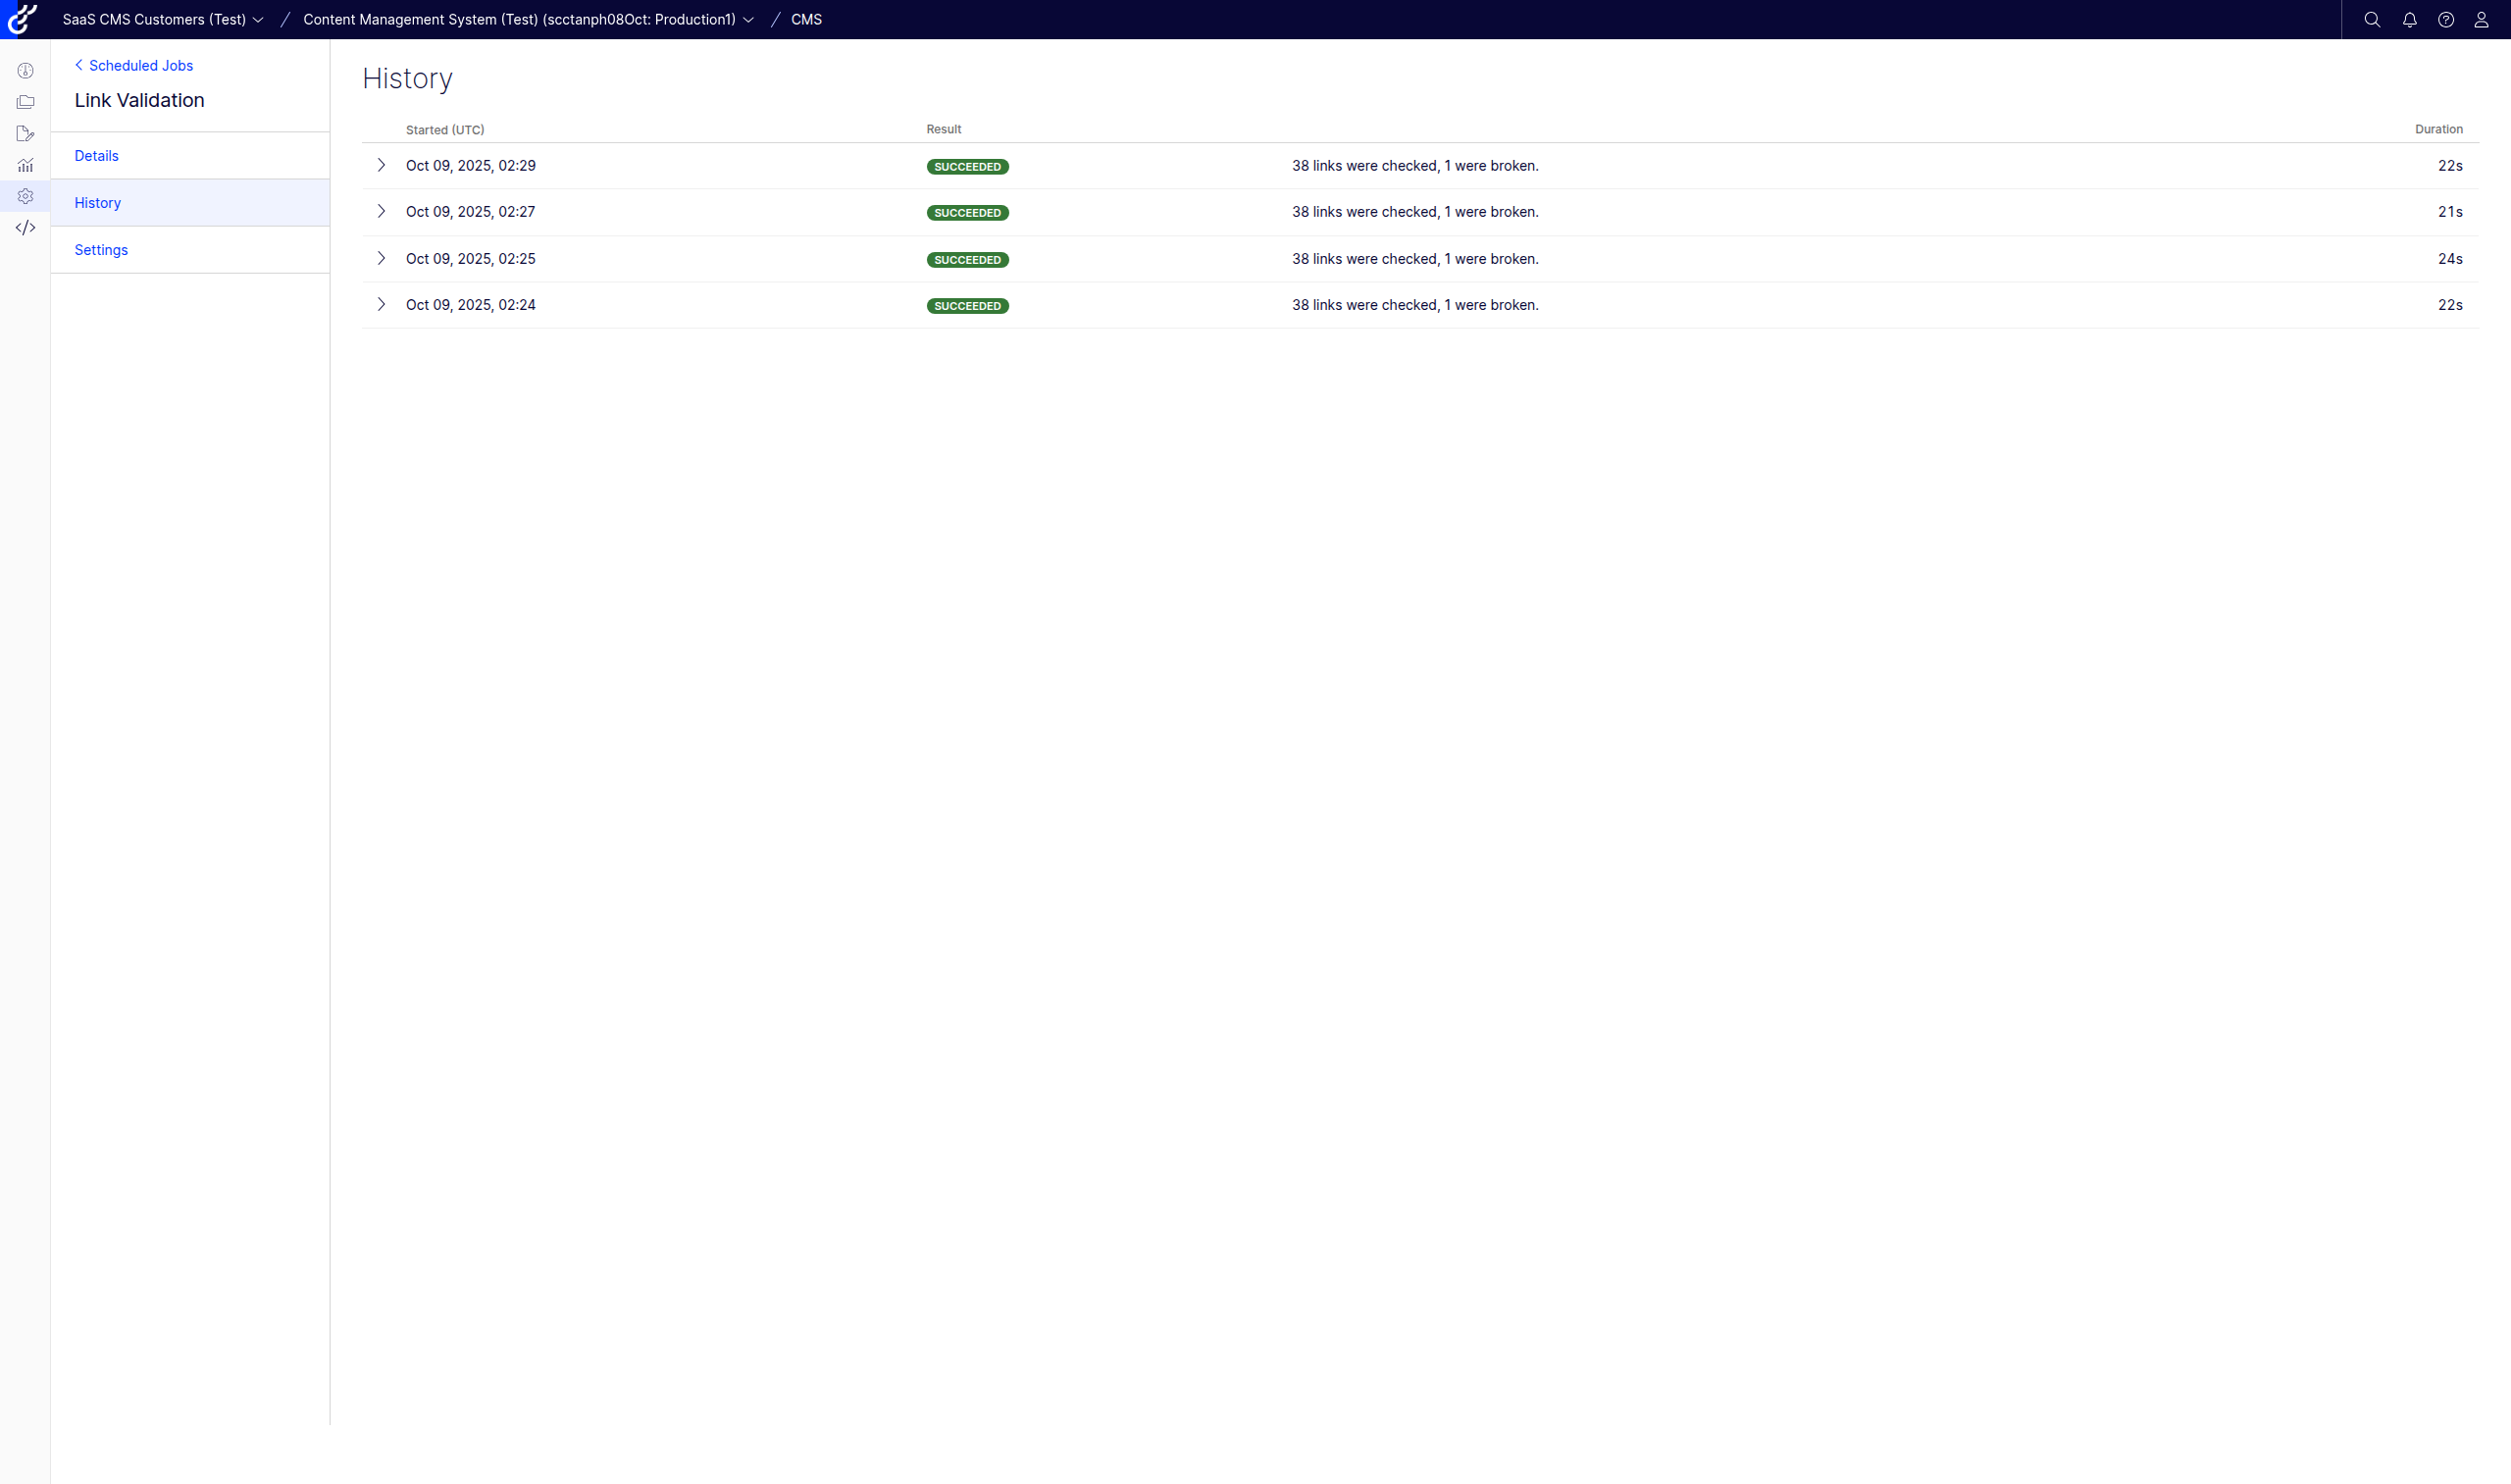 SaaS CMS Customers (Test) / Content Management System (Test) (scctanph08Oct: Production1) / CMS
Scheduled Jobs
Link Validation
Details
History
Settings
History
Started (UTC) Result Duration
Oct 09, 2025, 02:29 SUCCEEDED 38 links were checked, 1 were broken. 22s
Oct 09, 2025, 02:27 SUCCEEDED 38 links were checked, 1 were broken. 21s
Oct 09, 2025, 02:25 SUCCEEDED 38 links were checked, 1 were broken. 24s
Oct 09, 2025, 02:24 SUCCEEDED 38 links were checked, 1 were broken. 22s